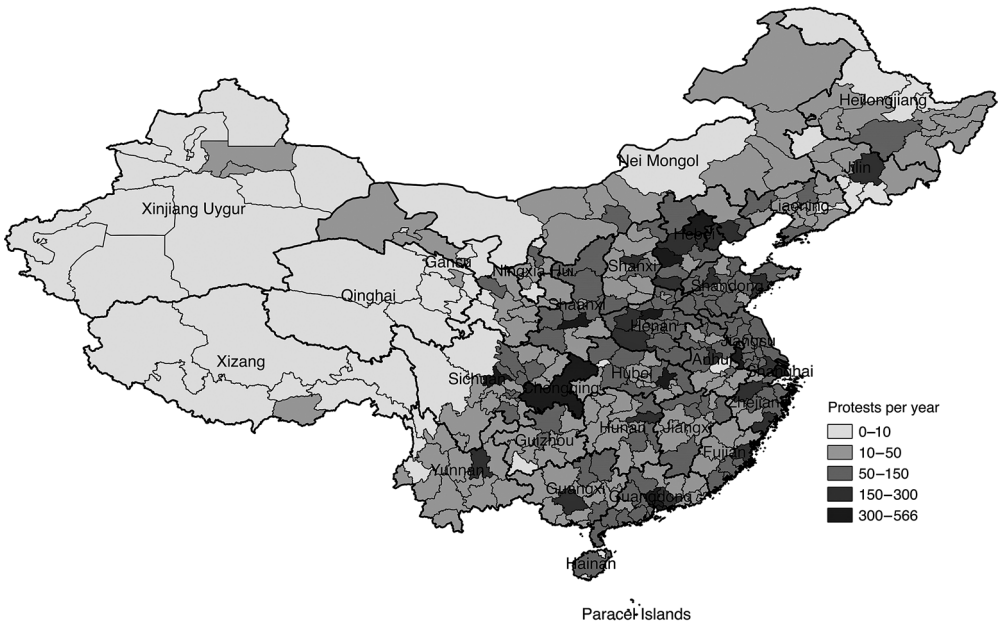 Heilongjiang
Nei Mongol
Jilin
Liaoning
Xinjiang Uygur
Hebei
Gansu
Ningxia Hui
Shanxi
Shandong
Qinghai
Shaanxi
Henan
Jiangsu
Anhui
Xizang
Sichuan
Chongqing
Hubei
Shanghai
Zhejiang
Protests per year
0–10
10–50
50–150
150–300
300–566
Guizhou
Hunan
Jiangxi
Fujian
Yunnan
Guangxi
Guangdong
Hainan
Paracel Islands